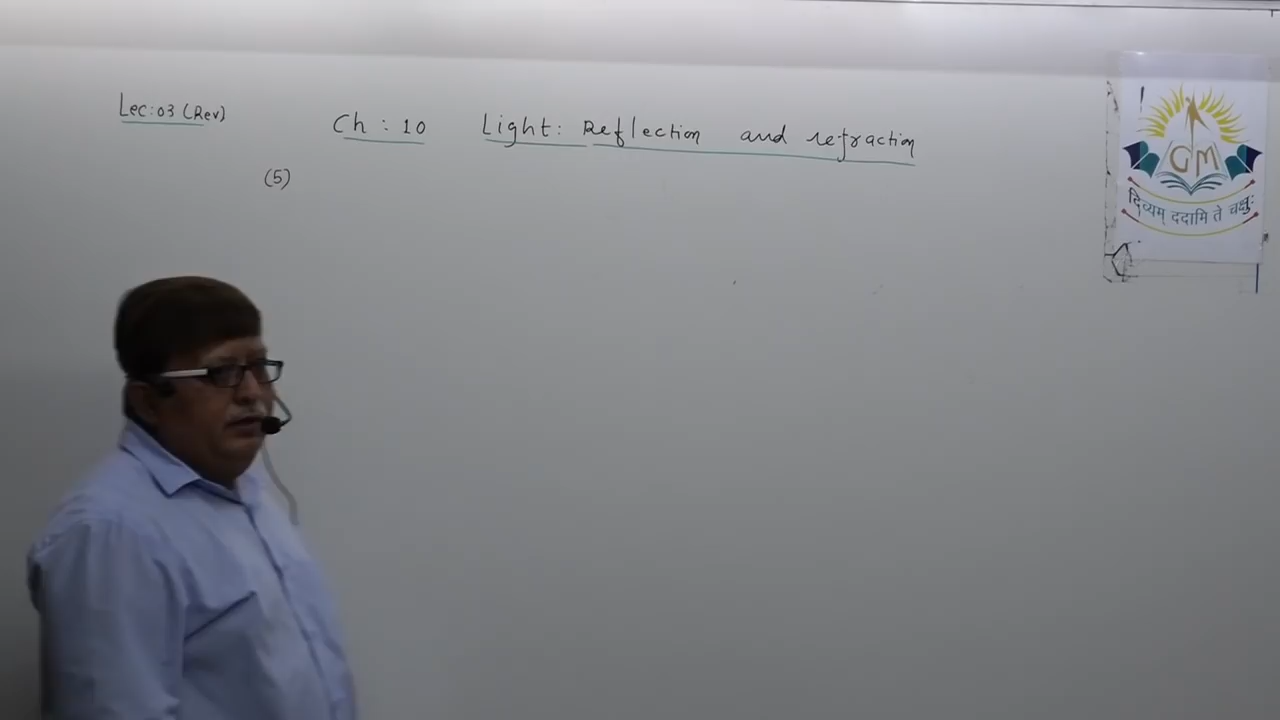 Lec:03 (Rev)
Ch : 10 Light: Reflection and refraction
(5)
GM
दिव्यम् ददामि ते चक्षुः